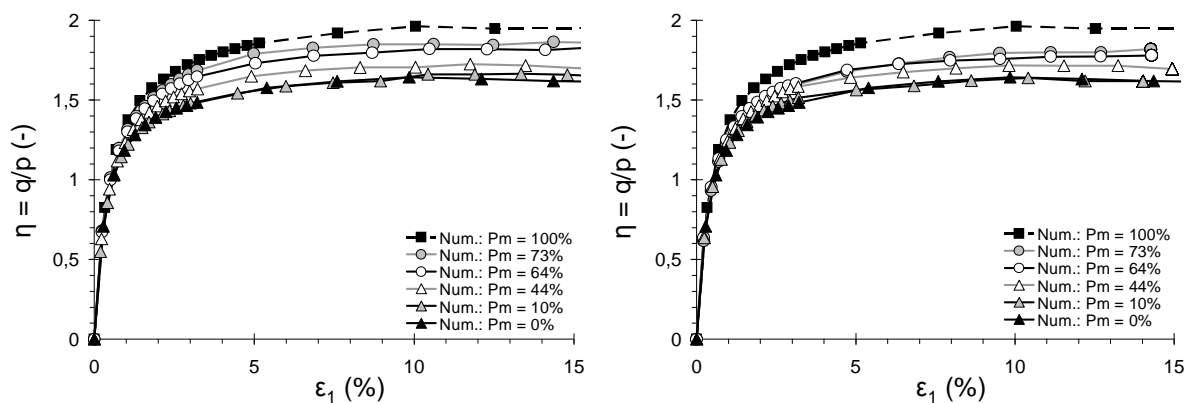 2
1.5
1
0,5
0
η = q/p (-)
Num.: Pm = 100%
Num.: Pm = 73%
Num.: Pm = 64%
Num.: Pm = 44%
Num.: Pm = 10%
Num.: Pm = 0%
0 5 10 15
ε1 (%)
2
1.5
1
0,5
0
η = q/p (-)
Num.: Pm = 100%
Num.: Pm = 73%
Num.: Pm = 64%
Num.: Pm = 44%
Num.: Pm = 10%
Num.: Pm = 0%
0 5 10 15
ε1 (%)